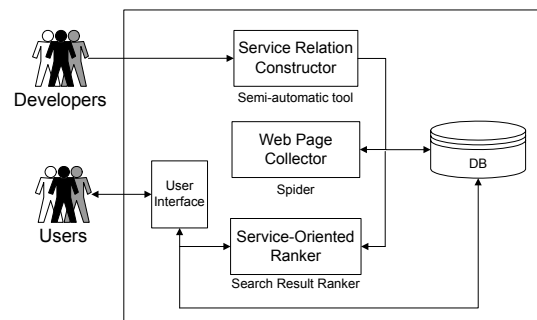 Service Relation
Constructor
Developers
Semi-automatic tool
Web Page
Collector
DB
Spider
User
Interface
Users
Service-Oriented
Ranker
Search Result Ranker